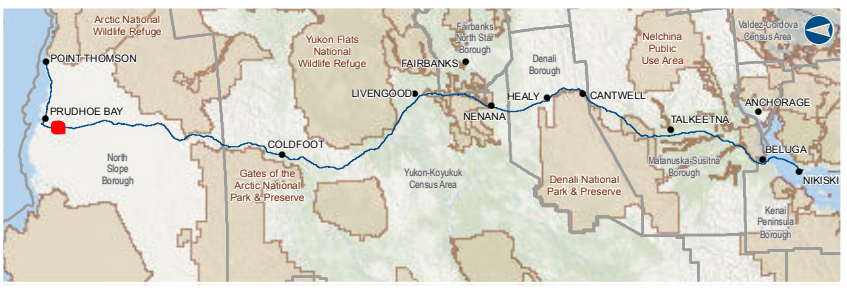 Arctic National
Wildlife Refuge
POINT THOMSON
PRUDHOE BAY
North
Slope
Borough
Yukon Flats
National
Wildlife Refuge
COLDFOOT
Gates of the
Arctic National
Park & Preserve
Fairbanks
North Star
Borough
FAIRBANKS
LIVENGOOD
NENANA
Yukon-Koyukuk
Census Area
Denali
Borough
HEALY
CANTWELL
Denali National
Park & Preserve
Nelchina
Public
Use Area
TALKEETNA
Matanuska-Susitna
Borough
Valdez-Cordova
Census Area
ANCHORAGE
BELUGA
NIKISKI
Kenai
Peninsula
Borough